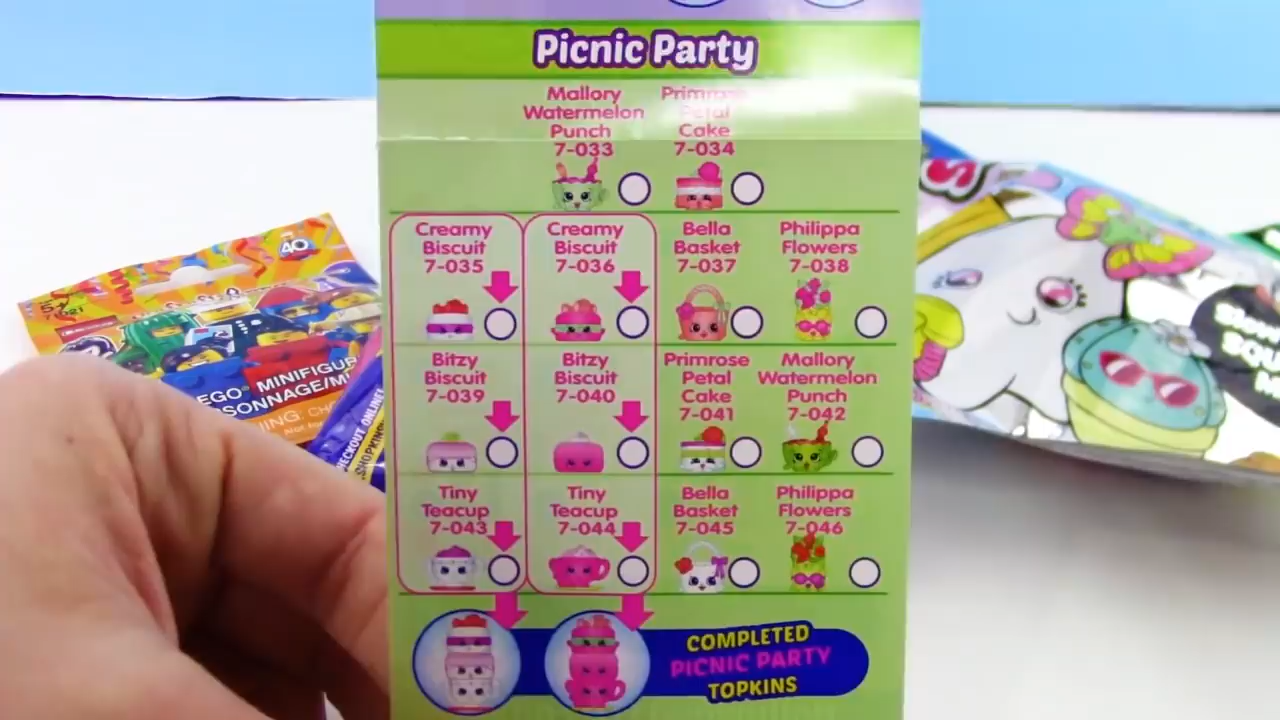 Picnic Party
Mallory
Watermelon
Punch
7-033
Primrose
Petal
Cake
7-034
Creamy
Biscuit
7-035
Creamy
Biscuit
7-036
Bella
Basket
7-037
Philippa
Flowers
7-038
Bitzy
Biscuit
7-039
Bitzy
Biscuit
7-040
Primrose
Petal
Cake
7-041
Mallory
Watermelon
Punch
7-042
Tiny
Teacup
7-043
Tiny
Teacup
7-044
Bella
Basket
7-045
Philippa
Flowers
7-046
COMPLETED
PICNIC PARTY
TOPKINS
40
5+
MINIFIGUR
CHECKOUT ONLINE!